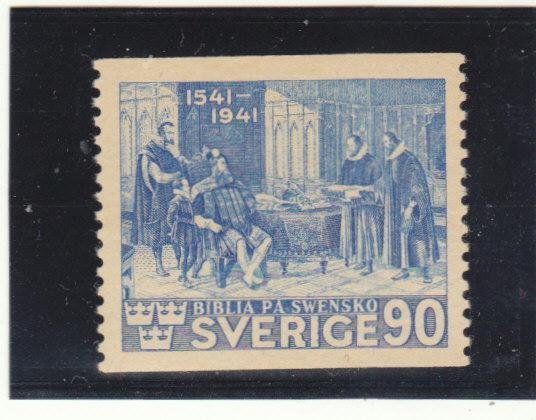 1541–
1941
BIBLIA PÅ SWENSKO
SVERIGE 90